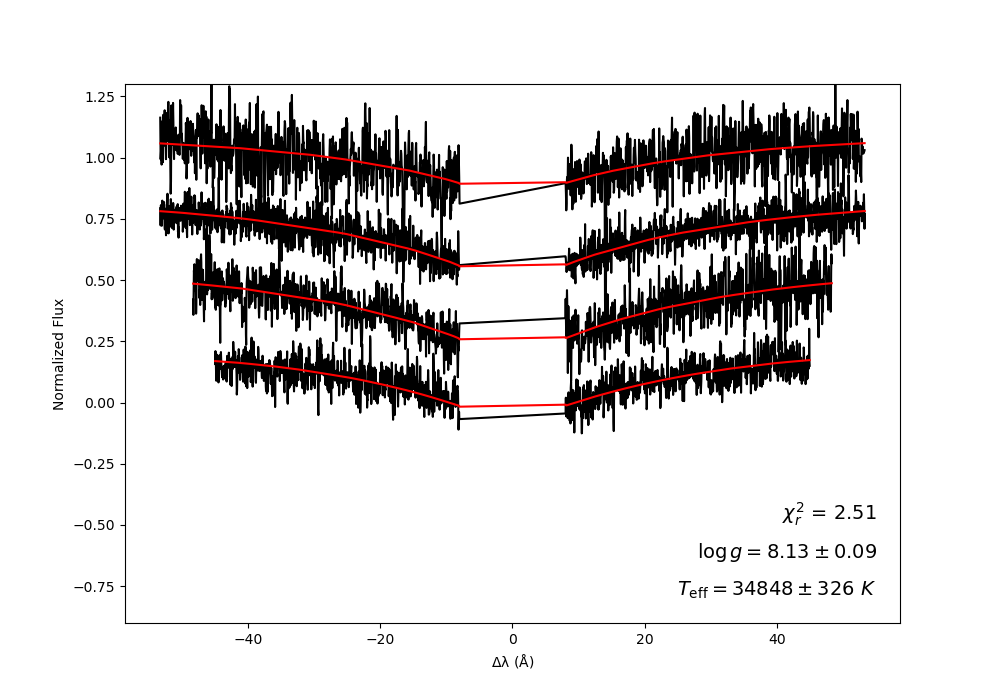 1.25
1.00
0.75
0.50
0.25
0.00
−0.25
−0.50
−0.75
Normalized Flux
χ²ᵣ = 2.51
log g = 8.13 ± 0.09
T_eff = 34848 ± 326 K
−40 −20 0 20 40
Δλ (Å)